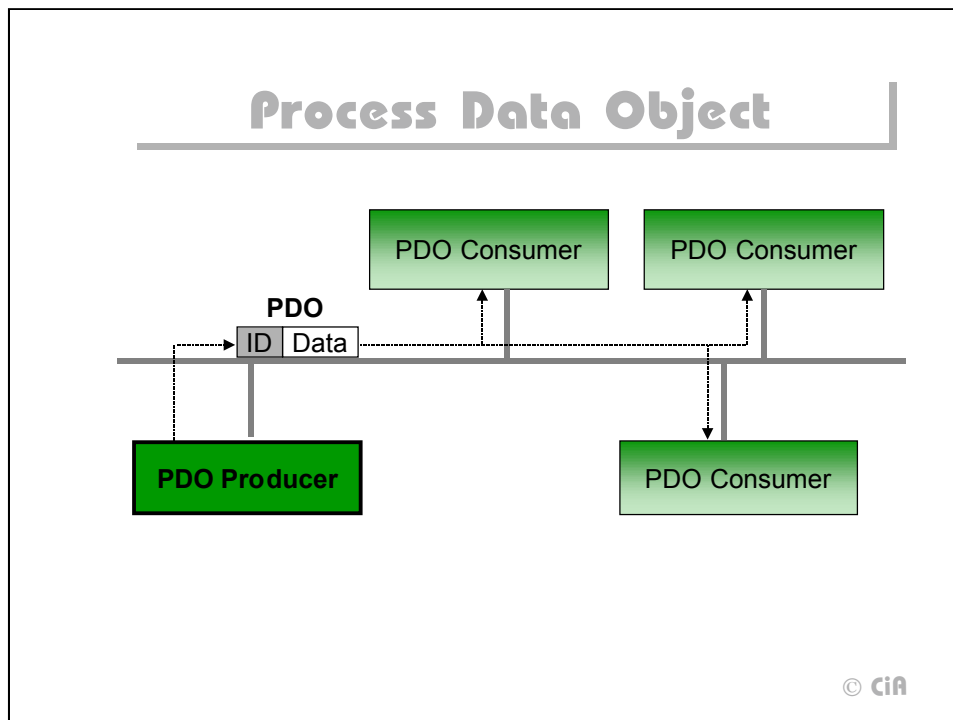 Process Data Object
PDO Consumer
PDO Consumer
PDO
ID Data
PDO Producer
PDO Consumer
© CiA